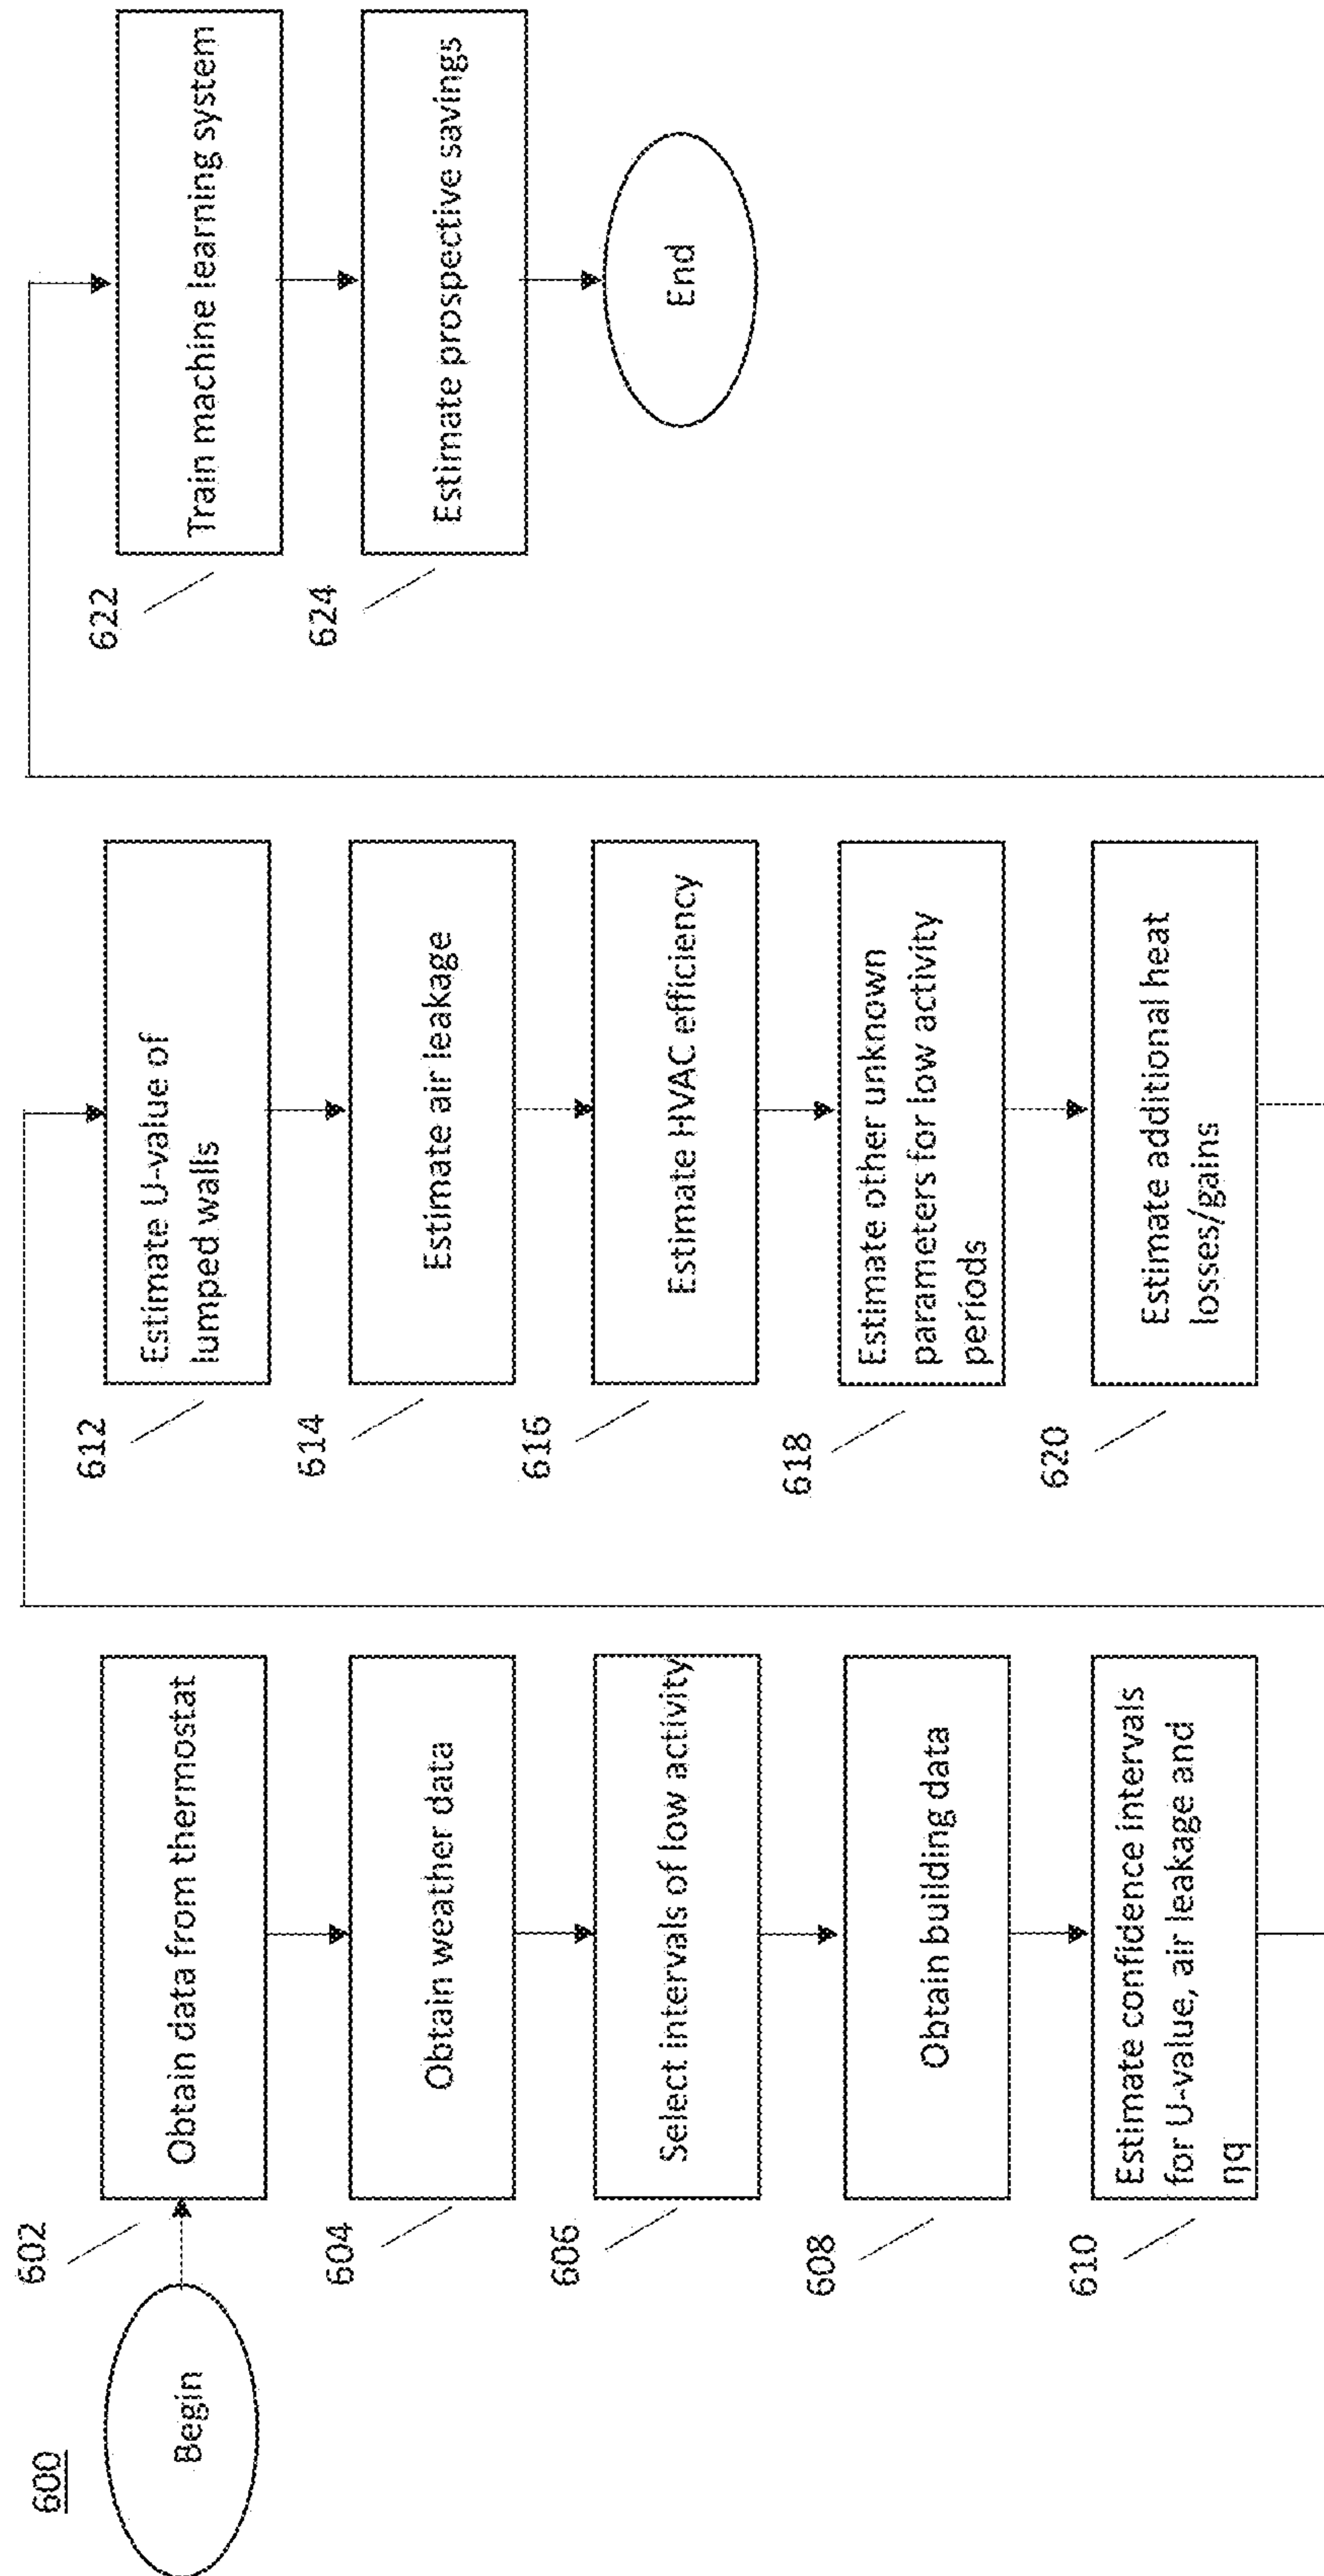 600
Begin
602
Obtain data from thermostat
604
Obtain weather data
606
Select intervals of low activity
608
Obtain building data
610
Estimate confidence intervals
for U-value, air leakage and
ηq
612
Estimate U-value of
lumped walls
614
Estimate air leakage
616
Estimate HVAC efficiency
618
Estimate other unknown
parameters for low activity
periods
620
Estimate additional heat
losses/gains
622
Train machine learning system
624
Estimate prospective savings
End